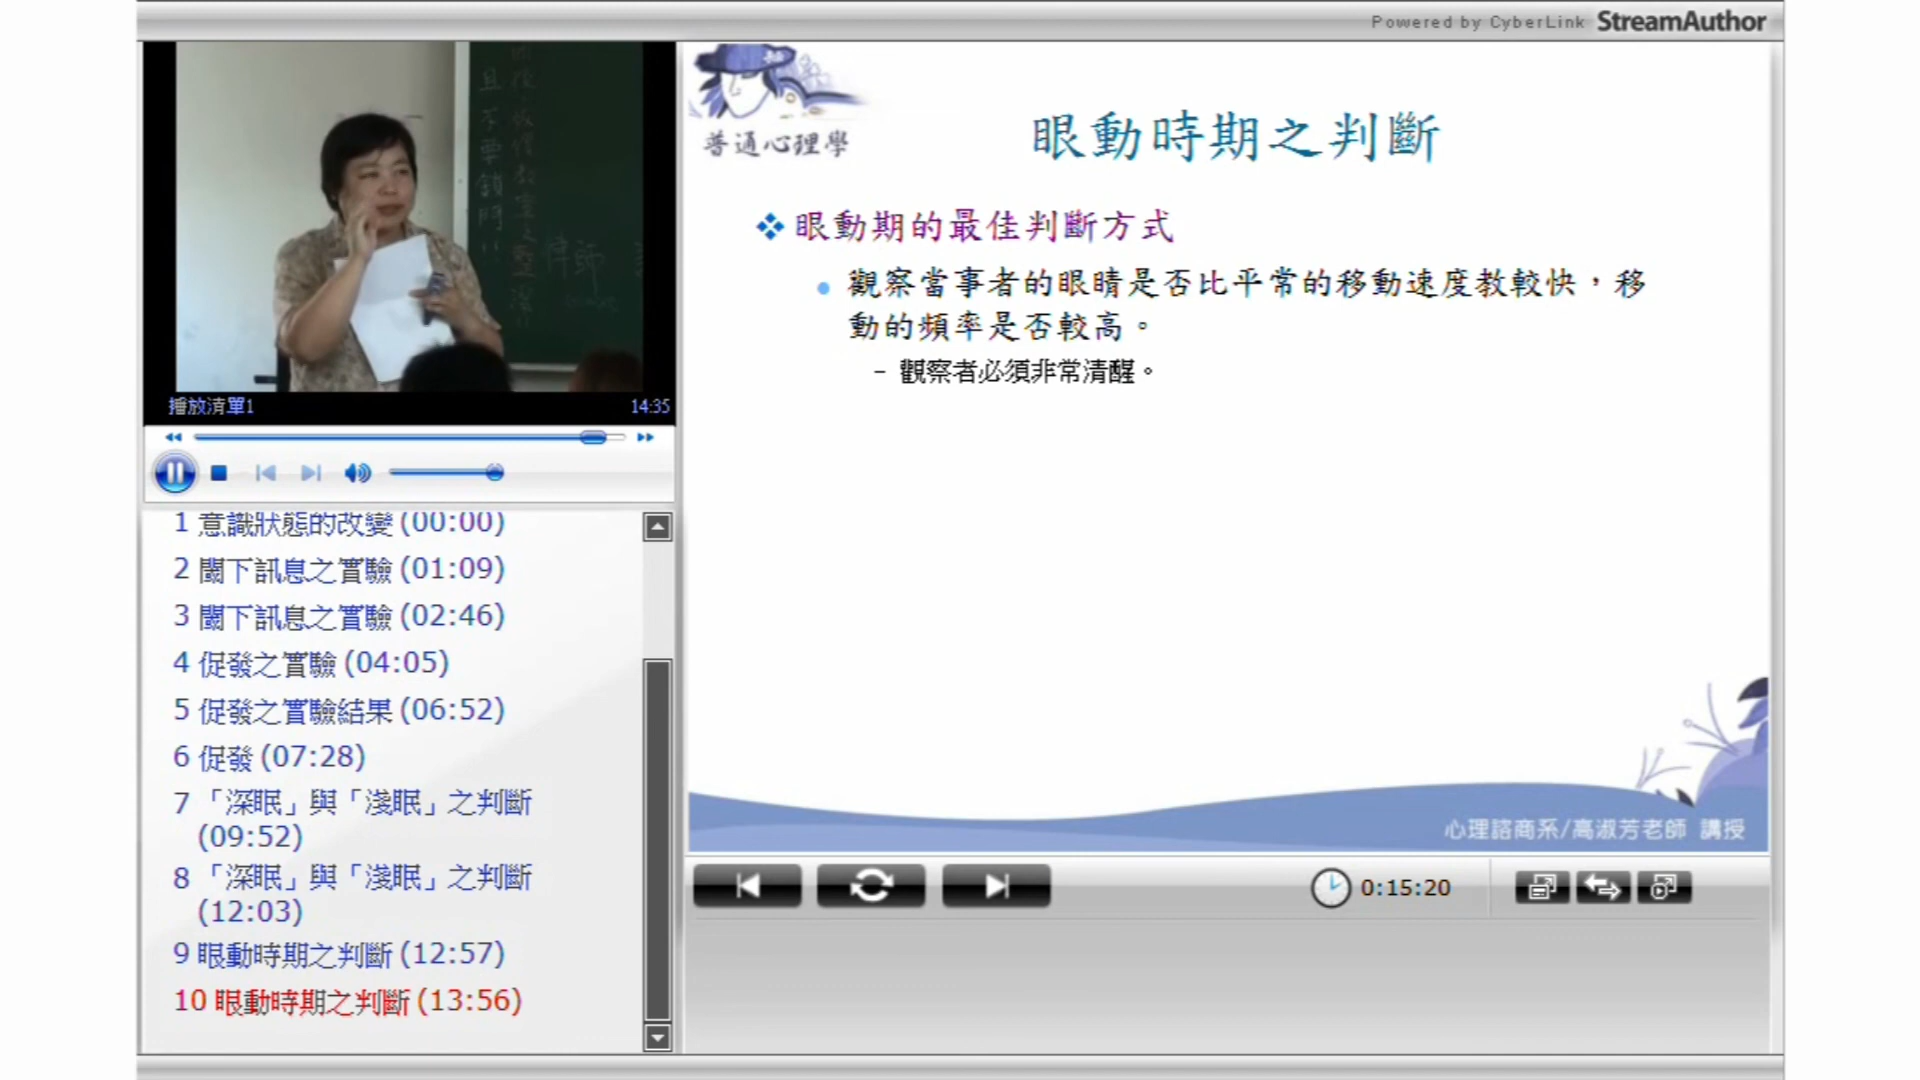 Powered by CyberLink StreamAuthor
且不要鎖門!!
律師
播放清單1
14:35
1 意識狀態的改變 (00:00)
2 閾下訊息之實驗 (01:09)
3 閾下訊息之實驗 (02:46)
4 促發之實驗 (04:05)
5 促發之實驗結果 (06:52)
6 促發 (07:28)
7 「深眠」與「淺眠」之判斷
(09:52)
8 「深眠」與「淺眠」之判斷
(12:03)
9 眼動時期之判斷 (12:57)
10 眼動時期之判斷 (13:56)
普通心理學
眼動時期之判斷
眼動期的最佳判斷方式
觀察當事者的眼睛是否比平常的移動速度教較快，移
動的頻率是否較高。
- 觀察者必須非常清醒。
心理諮商系/高淑芳老師 講授
0:15:20